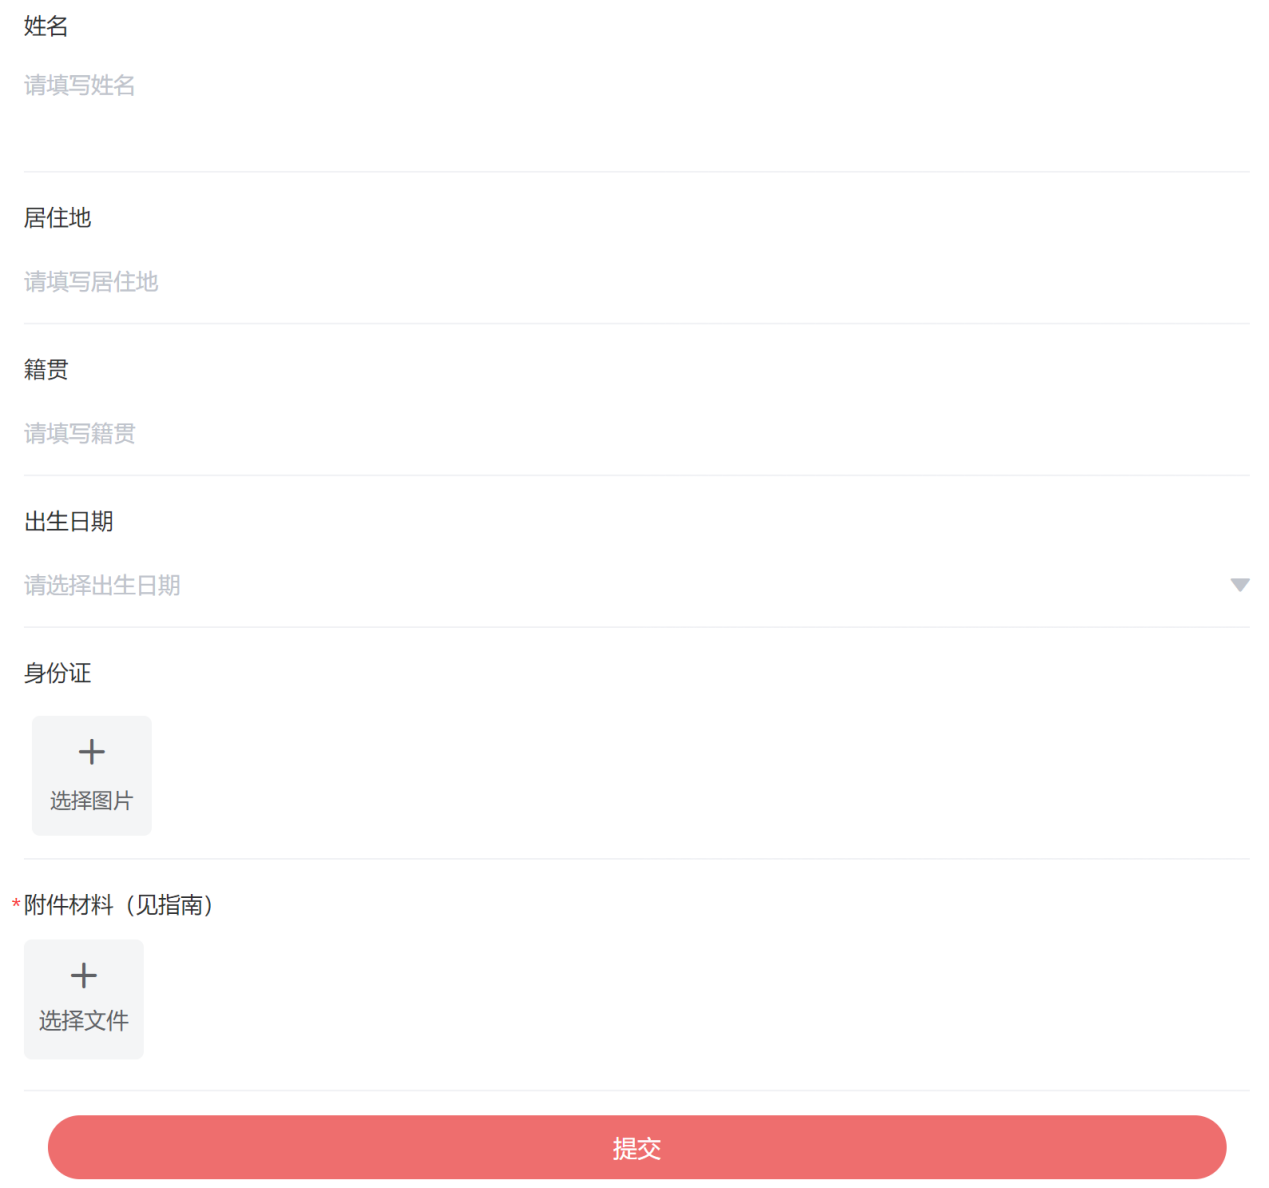 姓名
请填写姓名
居住地
请填写居住地
籍贯
请填写籍贯
出生日期
请选择出生日期
身份证
选择图片
*附件材料（见指南）
选择文件
提交